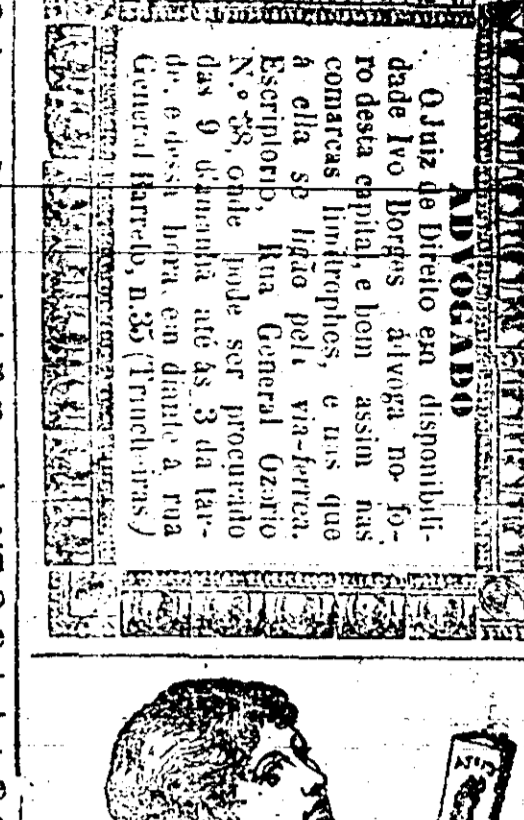 ADVOGADO
O Juiz de Direito em disponibili-
dade Ivo Borges advoga no fo-
ro desta capita, e bem assim nas
comarcas limitrophes, e nas que
á ella se ligão pela via-ferrea.
Escriptorio, Rua General Ozorio
N.º 38, onde pode ser procurado
das 9 d'amanhã até ás 3 da tar-
de, e dessa hora em diante á rua
General Barreto, n. 35 (Trincheiras)